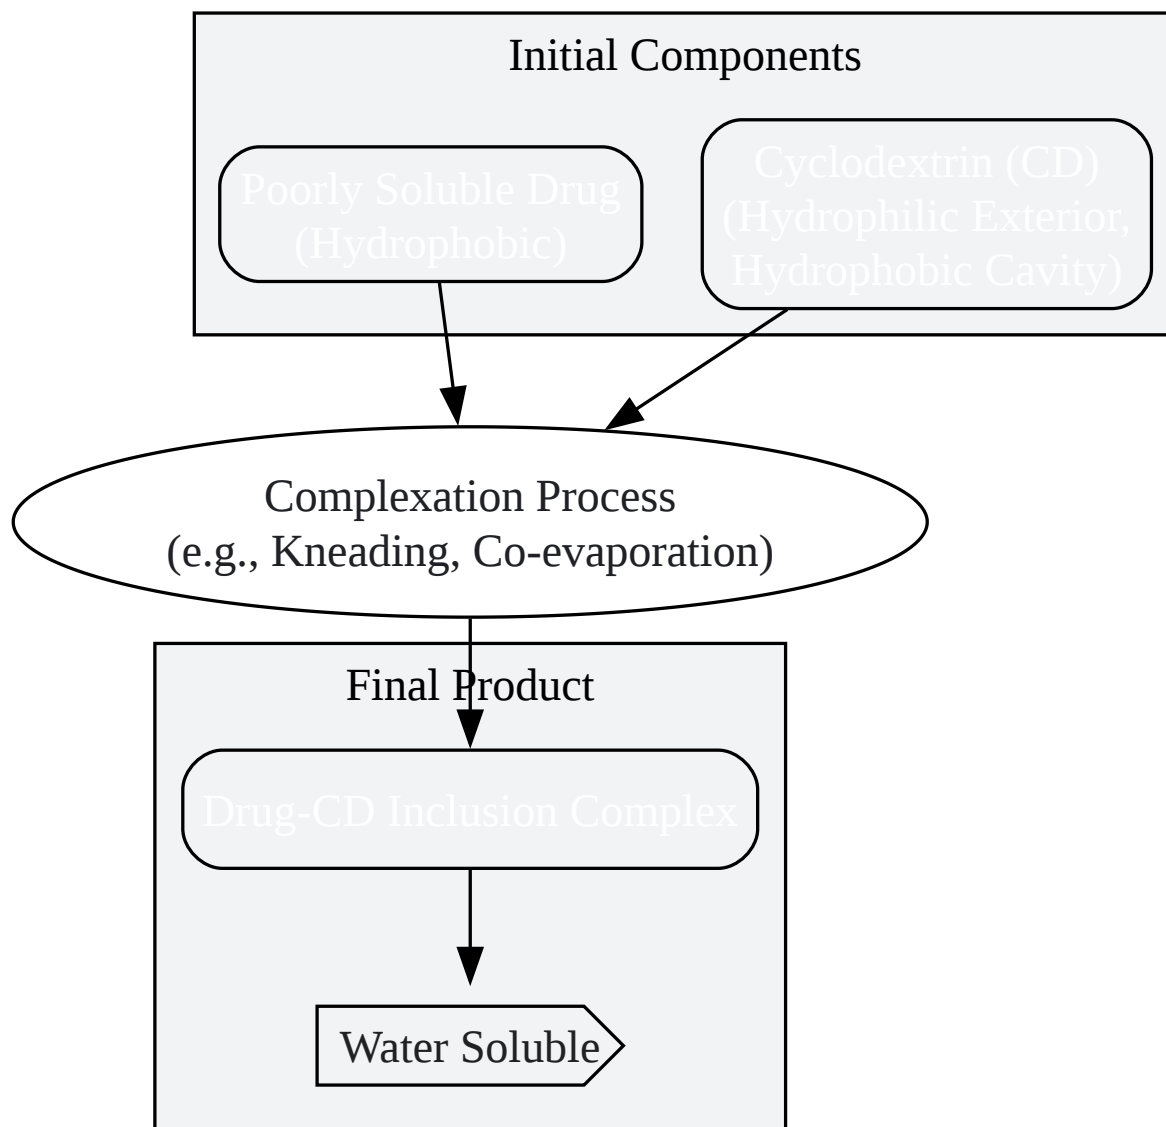 Initial Components
Poorly Soluble Drug
(Hydrophobic)
Cyclodextrin (CD)
(Hydrophilic Exterior,
Hydrophobic Cavity)
Complexation Process
(e.g., Kneading, Co-evaporation)
Final Product
Drug-CD Inclusion Complex
Water Soluble